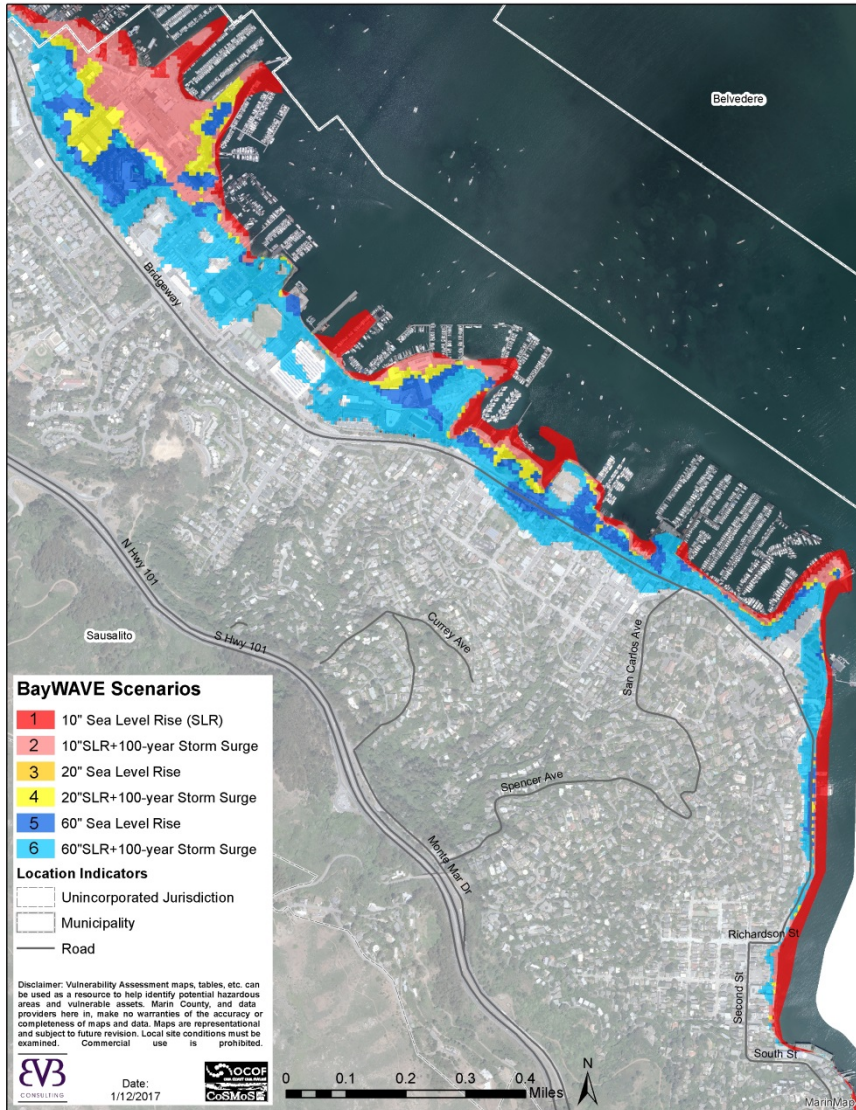 Belvedere
Bridgeway
N Hwy 101
S Hwy 101
Sausalito
Currey Ave
San Carlos Ave
Spencer Ave
Monte Mar Dr
Richardson St
Second St
South St
BayWAVE Scenarios
1 10" Sea Level Rise (SLR)
2 10"SLR+100-year Storm Surge
3 20" Sea Level Rise
4 20"SLR+100-year Storm Surge
5 60" Sea Level Rise
6 60"SLR+100-year Storm Surge
Location Indicators
Unincorporated Jurisdiction
Municipality
Road
Disclaimer: Vulnerability Assessment maps, tables, etc. can
be used as a resource to help identify potential hazardous
areas and vulnerable assets. Marin County, and data
providers here in, make no warranties of the accuracy or
completeness of maps and data. Maps are representational
and subject to future revision. Local site conditions must be
examined. Commercial use is prohibited.
EVB
CONSULTING
Date:
1/12/2017
OCOF
CoSMoS
0 0.1 0.2 0.3 0.4
Miles
N
MarinMap